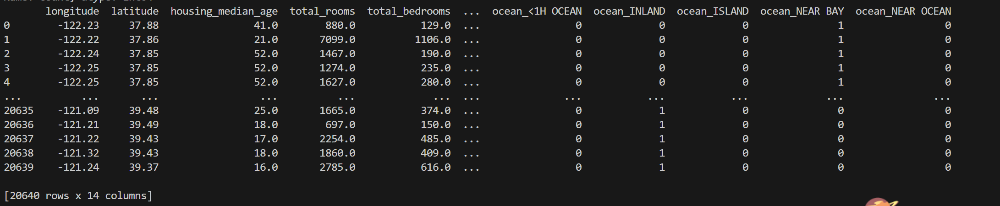 longitude latitude housing_median_age total_rooms total_bedrooms ... ocean_<1H OCEAN ocean_INLAND ocean_ISLAND ocean_NEAR BAY ocean_NEAR OCEAN
0 -122.23 37.88 41.0 880.0 129.0 ... 0 0 0 1 0
1 -122.22 37.86 21.0 7099.0 1106.0 ... 0 0 0 1 0
2 -122.24 37.85 52.0 1467.0 190.0 ... 0 0 0 1 0
3 -122.25 37.85 52.0 1274.0 235.0 ... 0 0 0 1 0
4 -122.25 37.85 52.0 1627.0 280.0 ... 0 0 0 1 0
... ... ... ... ... ... ... ... ... ... ... ...
20635 -121.09 39.48 25.0 1665.0 374.0 ... 0 1 0 0 0
20636 -121.21 39.49 18.0 697.0 150.0 ... 0 1 0 0 0
20637 -121.22 39.43 17.0 2254.0 485.0 ... 0 1 0 0 0
20638 -121.32 39.43 18.0 1860.0 409.0 ... 0 1 0 0 0
20639 -121.24 39.37 16.0 2785.0 616.0 ... 0 1 0 0 0
[20640 rows x 14 columns]